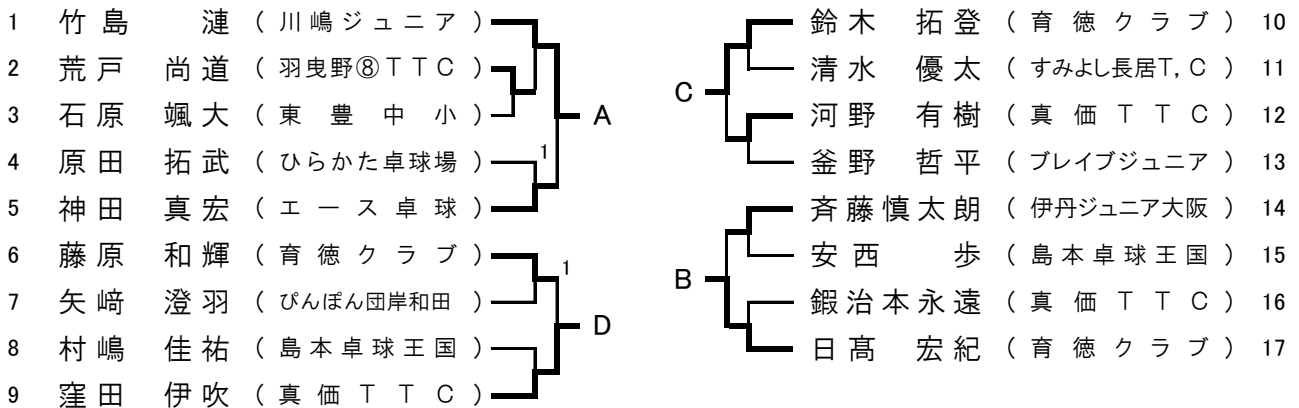 1 竹島 漣 (川嶋ジュニア)
2 荒戸 尚道 (羽曳野⑧TTC)
3 石原 颯大 (東豊中小)
A
4 原田 拓武 (ひらかた卓球場)
1
5 神田 真宏 (エース卓球)
6 藤原 和輝 (育徳クラブ)
1
7 矢﨑 澄羽 (ぴんぽん団岸和田)
D
8 村嶋 佳祐 (島本卓球王国)
9 窪田 伊吹 (真価TTC)
鈴木 拓登 (育徳クラブ) 10
清水 優太 (すみよし長居T,C) 11
C
河野 有樹 (真価TTC) 12
釜野 哲平 (ブレイブジュニア) 13
斉藤慎太朗 (伊丹ジュニア大阪) 14
安西 歩 (島本卓球王国) 15
B
鍜治本永遠 (真価TTC) 16
日髙 宏紀 (育徳クラブ) 17